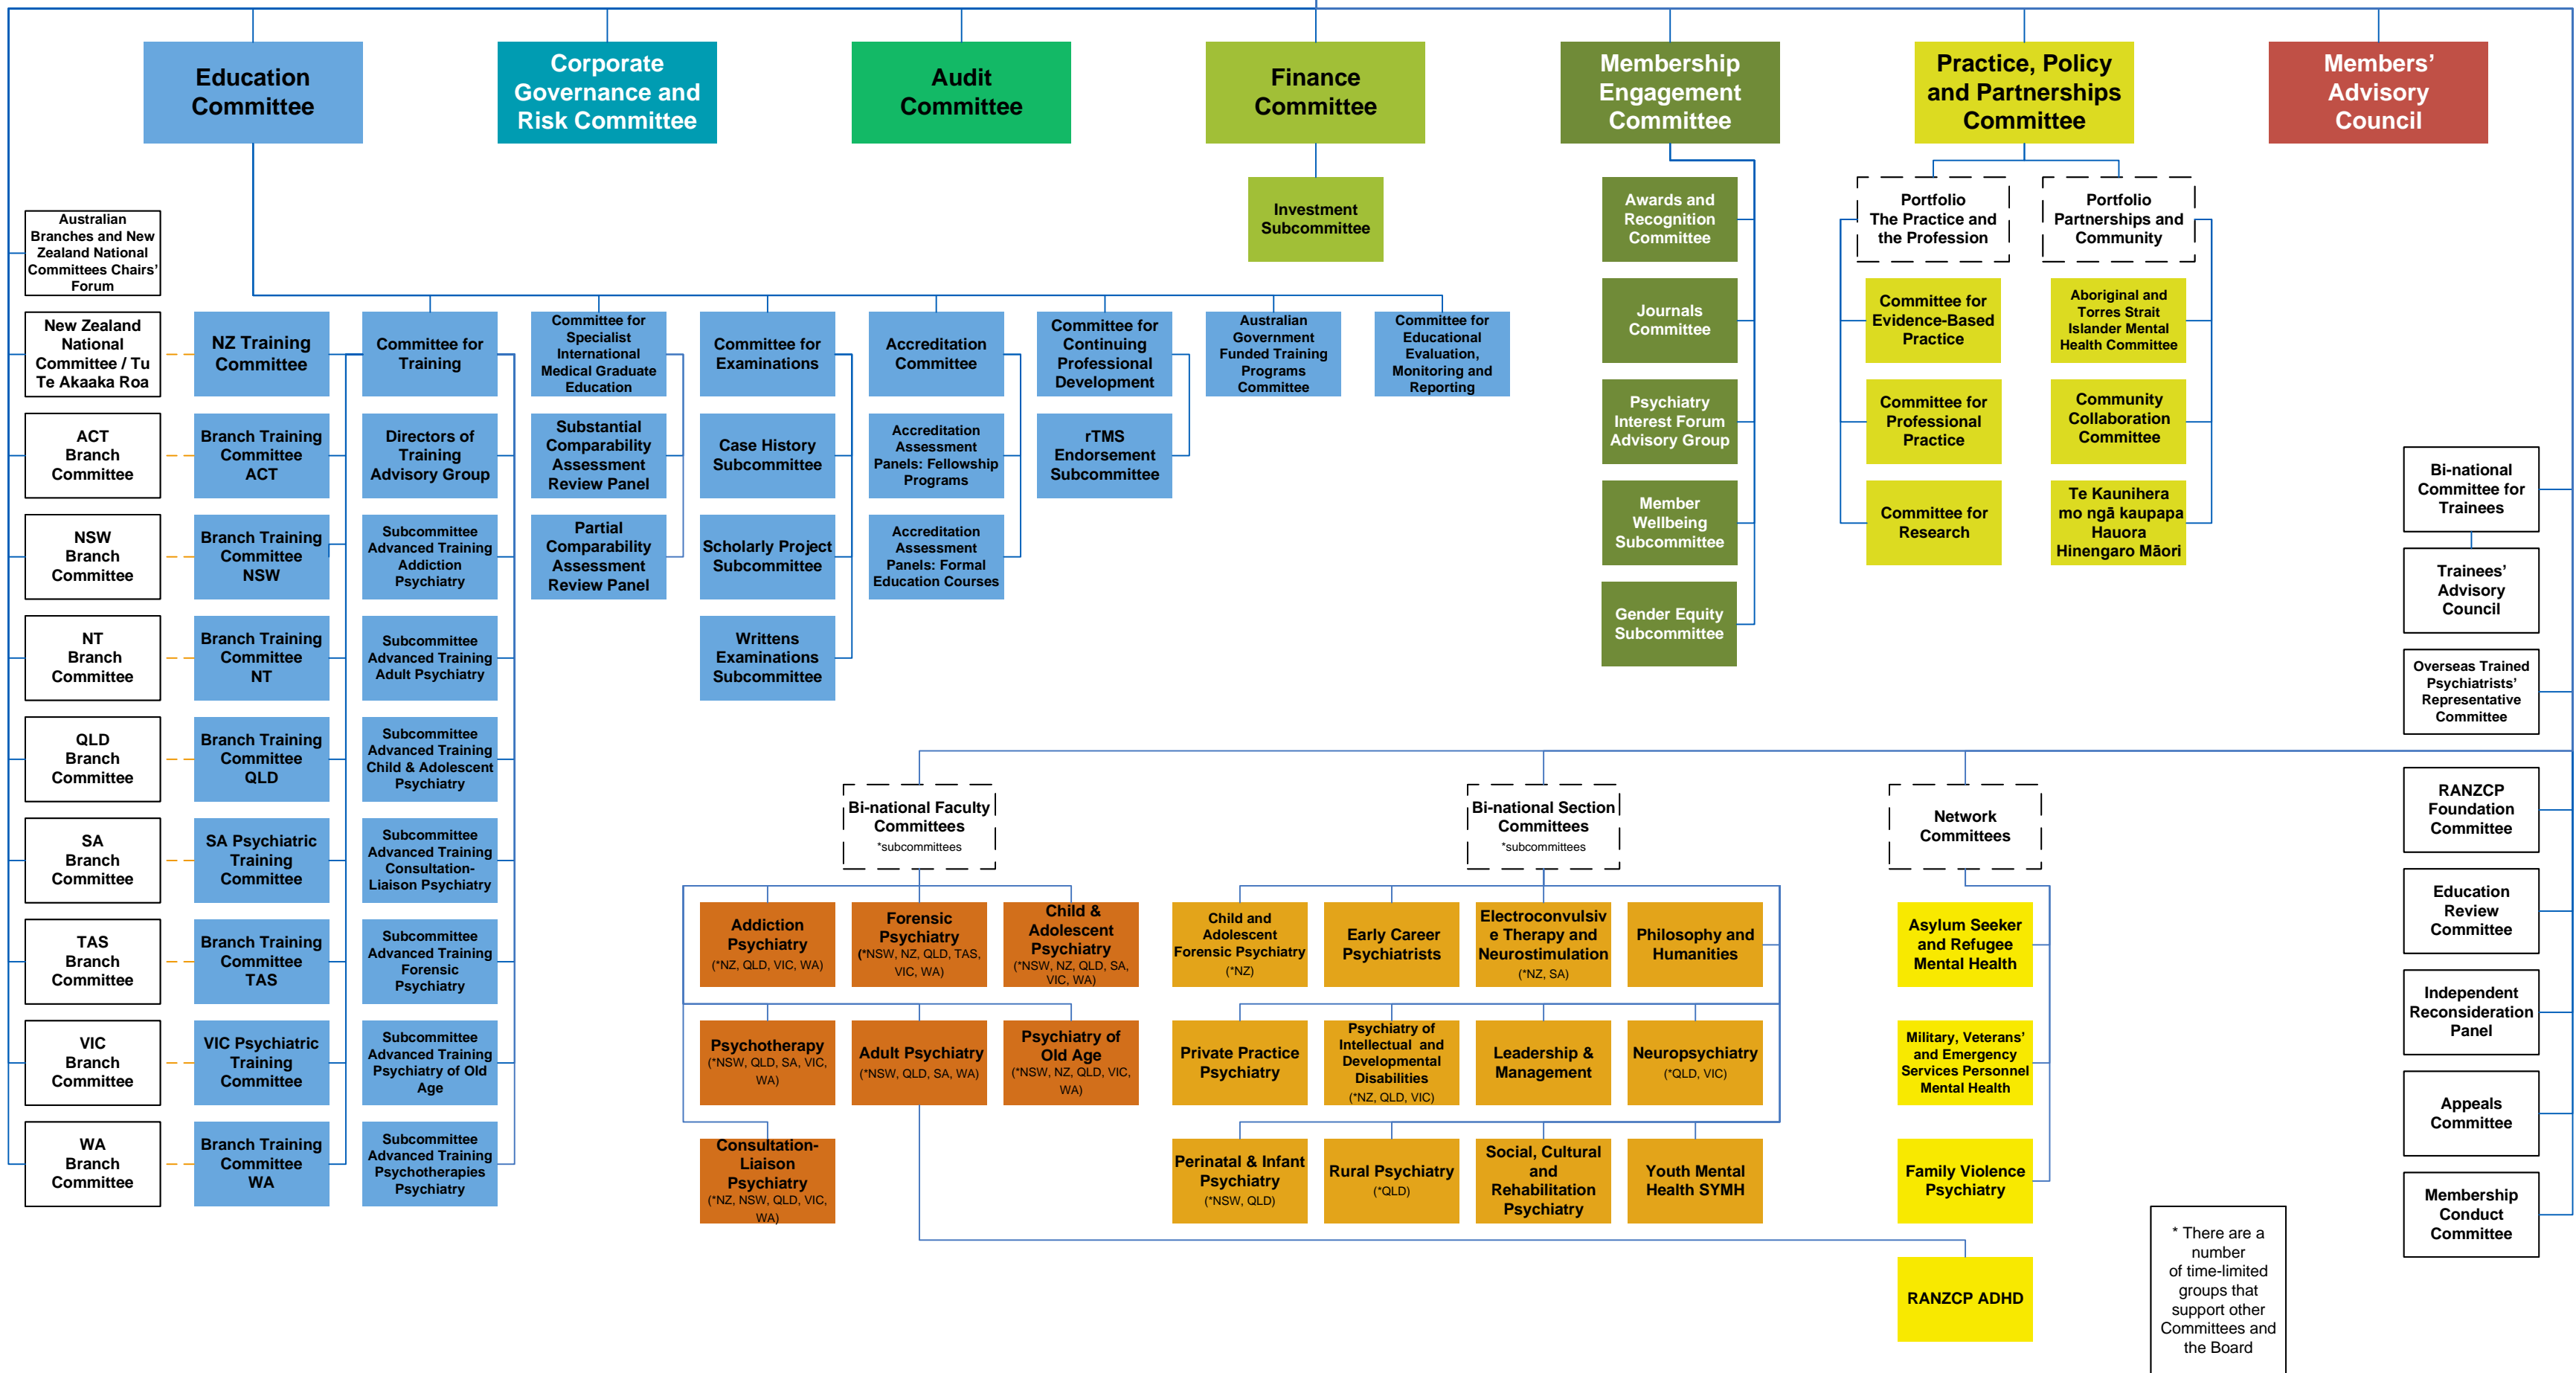 Education
Committee
Corporate
Governance and
Risk Committee
Audit
Committee
Finance
Committee
Membership
Engagement
Committee
Practice, Policy
and Partnerships
Committee
Members’
Advisory
Council
Investment
Subcommittee
Awards and
Recognition
Committee
Journals
Committee
Psychiatry
Interest Forum
Advisory Group
Member
Wellbeing
Subcommittee
Gender Equity
Subcommittee
Portfolio
The Practice and
the Profession
Committee for
Evidence-Based
Practice
Committee for
Professional
Practice
Committee for
Research
Portfolio
Partnerships and
Community
Aboriginal and
Torres Strait
Islander Mental
Health Committee
Community
Collaboration
Committee
Te Kaunihera
mo ngā kaupapa
Hauora
Hinengaro Māori
Australian
Branches and New
Zealand National
Committees Chairs’
Forum
New Zealand
National
Committee / Tu
Te Akaaka Roa
ACT
Branch
Committee
NSW
Branch
Committee
NT
Branch
Committee
QLD
Branch
Committee
SA
Branch
Committee
TAS
Branch
Committee
VIC
Branch
Committee
WA
Branch
Committee
NZ Training
Committee
Branch Training
Committee
ACT
Branch Training
Committee
NSW
Branch Training
Committee
NT
Branch Training
Committee
QLD
SA Psychiatric
Training
Committee
Branch Training
Committee
TAS
VIC Psychiatric
Training
Committee
Branch Training
Committee
WA
Committee for
Training
Directors of
Training
Advisory Group
Subcommittee
Advanced Training
Addiction
Psychiatry
Subcommittee
Advanced Training
Adult Psychiatry
Subcommittee
Advanced Training
Child & Adolescent
Psychiatry
Subcommittee
Advanced Training
Consultation-
Liaison Psychiatry
Subcommittee
Advanced Training
Forensic
Psychiatry
Subcommittee
Advanced Training
Psychiatry of Old
Age
Subcommittee
Advanced Training
Psychotherapies
Psychiatry
Committee for
Specialist
International
Medical Graduate
Education
Substantial
Comparability
Assessment
Review Panel
Partial
Comparability
Assessment
Review Panel
Committee for
Examinations
Case History
Subcommittee
Scholarly Project
Subcommittee
Writtens
Examinations
Subcommittee
Accreditation
Committee
Accreditation
Assessment
Panels: Fellowship
Programs
Accreditation
Assessment
Panels: Formal
Education Courses
Committee for
Continuing
Professional
Development
rTMS
Endorsement
Subcommittee
Australian
Government
Funded Training
Programs
Committee
Committee for
Educational
Evaluation,
Monitoring and
Reporting
Bi-national
Committee for
Trainees
Trainees’
Advisory
Council
Overseas Trained
Psychiatrists’
Representative
Committee
RANZCP
Foundation
Committee
Education
Review
Committee
Independent
Reconsideration
Panel
Appeals
Committee
Membership
Conduct
Committee
Bi-national Faculty
Committees
*subcommittees
Addiction
Psychiatry
(*NZ, QLD, VIC, WA)
Forensic
Psychiatry
(*NSW, NZ, QLD, TAS,
VIC, WA)
Child &
Adolescent
Psychiatry
(*NSW, NZ, QLD, SA,
VIC, WA)
Psychotherapy
(*NSW, QLD, SA, VIC,
WA)
Adult Psychiatry
(*NSW, QLD, SA, WA)
Psychiatry of
Old Age
(*NSW, NZ, QLD, VIC,
WA)
Consultation-
Liaison
Psychiatry
(*NZ, NSW, QLD, VIC,
WA)
Bi-national Section
Committees
*subcommittees
Child and
Adolescent
Forensic Psychiatry
(*NZ)
Early Career
Psychiatrists
Electroconvulsiv
e Therapy and
Neurostimulation
(*NZ, SA)
Philosophy and
Humanities
Private Practice
Psychiatry
Psychiatry of
Intellectual and
Developmental
Disabilities
(*NZ, QLD, VIC)
Leadership &
Management
Neuropsychiatry
(*QLD, VIC)
Perinatal & Infant
Psychiatry
(*NSW, QLD)
Rural Psychiatry
(*QLD)
Social, Cultural
and
Rehabilitation
Psychiatry
Youth Mental
Health SYMH
Network
Committees
Asylum Seeker
and Refugee
Mental Health
Military, Veterans’
and Emergency
Services Personnel
Mental Health
Family Violence
Psychiatry
RANZCP ADHD
* There are a
number
of time-limited
groups that
support other
Committees and
the Board